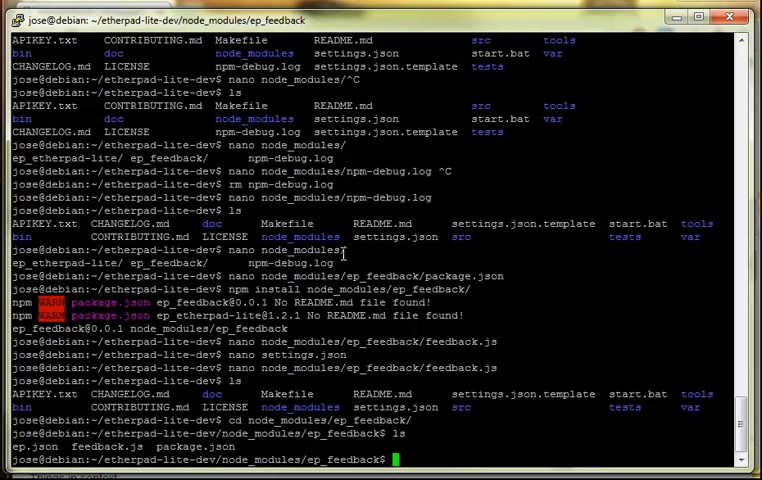 jose@debian: ~/etherpad-lite-dev/node_modules/ep_feedback
APIKEY.txt CONTRIBUTING.md Makefile README.md src tools
bin doc node_modules settings.json start.bat var
CHANGELOG.md LICENSE npm-debug.log settings.json.template tests
jose@debian:~/etherpad-lite-dev$ nano node_modules/^C
jose@debian:~/etherpad-lite-dev$ ls
APIKEY.txt CONTRIBUTING.md Makefile README.md src tools
bin doc node_modules settings.json start.bat var
CHANGELOG.md LICENSE npm-debug.log settings.json.template tests
jose@debian:~/etherpad-lite-dev$ nano node_modules/
ep_etherpad-lite/ ep_feedback/ npm-debug.log
jose@debian:~/etherpad-lite-dev$ nano node_modules/npm-debug.log ^C
jose@debian:~/etherpad-lite-dev$ rm npm-debug.log
jose@debian:~/etherpad-lite-dev$ nano node_modules/npm-debug.log
jose@debian:~/etherpad-lite-dev$ ls
APIKEY.txt CHANGELOG.md doc Makefile README.md settings.json.template start.bat tools
bin CONTRIBUTING.md LICENSE node_modules settings.json src tests var
jose@debian:~/etherpad-lite-dev$ nano node_modules/
ep_etherpad-lite/ ep_feedback/ npm-debug.log
jose@debian:~/etherpad-lite-dev$ nano node_modules/ep_feedback/package.json
jose@debian:~/etherpad-lite-dev$ npm install node_modules/ep_feedback/
npm WARN package.json ep_feedback@0.0.1 No README.md file found!
npm WARN package.json ep_etherpad-lite@1.2.1 No README.md file found!
ep_feedback@0.0.1 node_modules/ep_feedback
jose@debian:~/etherpad-lite-dev$ nano node_modules/ep_feedback/feedback.js
jose@debian:~/etherpad-lite-dev$ nano settings.json
jose@debian:~/etherpad-lite-dev$ nano node_modules/ep_feedback/feedback.js
jose@debian:~/etherpad-lite-dev$ ls
APIKEY.txt CHANGELOG.md doc Makefile README.md settings.json.template start.bat tools
bin CONTRIBUTING.md LICENSE node_modules settings.json src tests var
jose@debian:~/etherpad-lite-dev$ cd node_modules/ep_feedback/
jose@debian:~/etherpad-lite-dev/node_modules/ep_feedback$ ls
ep.json feedback.js package.json
jose@debian:~/etherpad-lite-dev/node_modules/ep_feedback$
Things in context